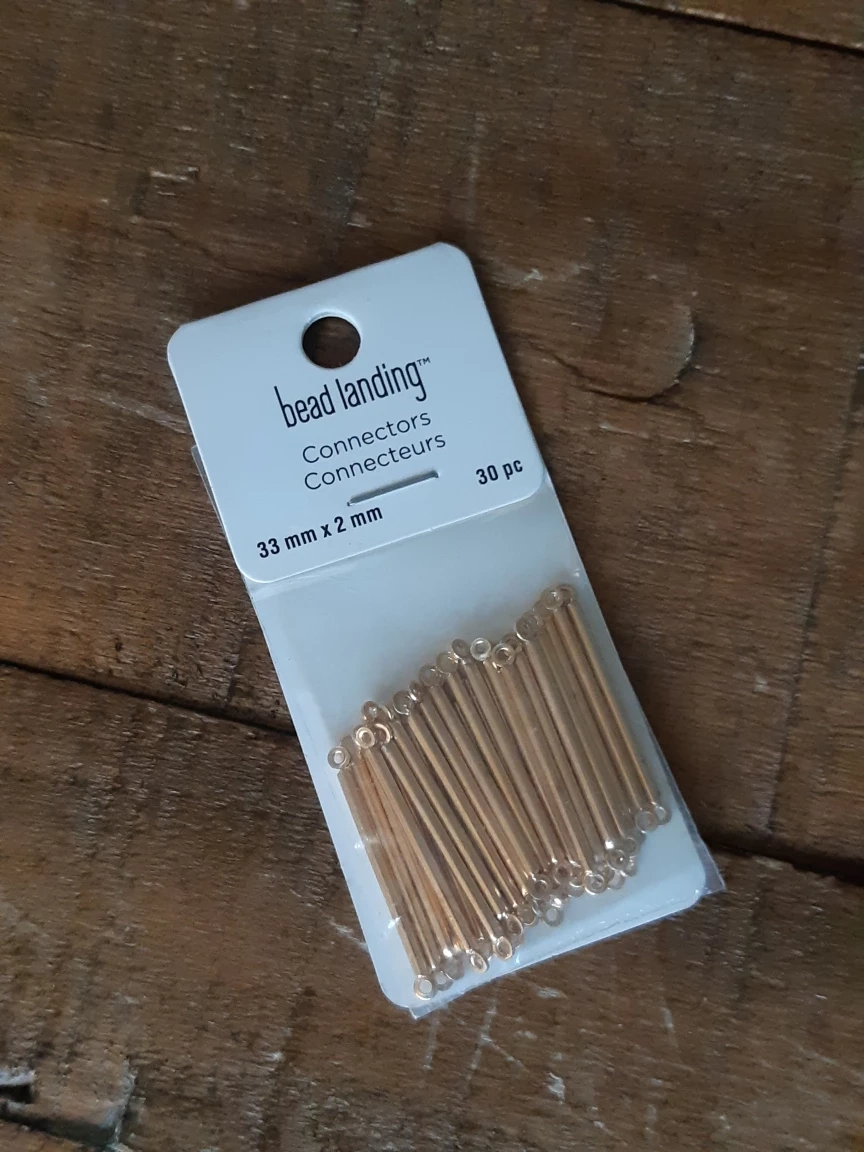 bead landing™
Connectors
Connecteurs
33 mm x 2 mm
30 pc